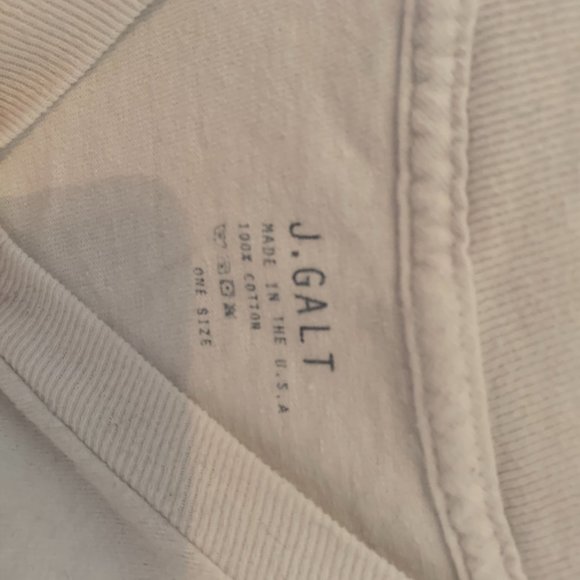 J.GALT
MADE IN THE U.S.A
100% COTTON
ONE SIZE